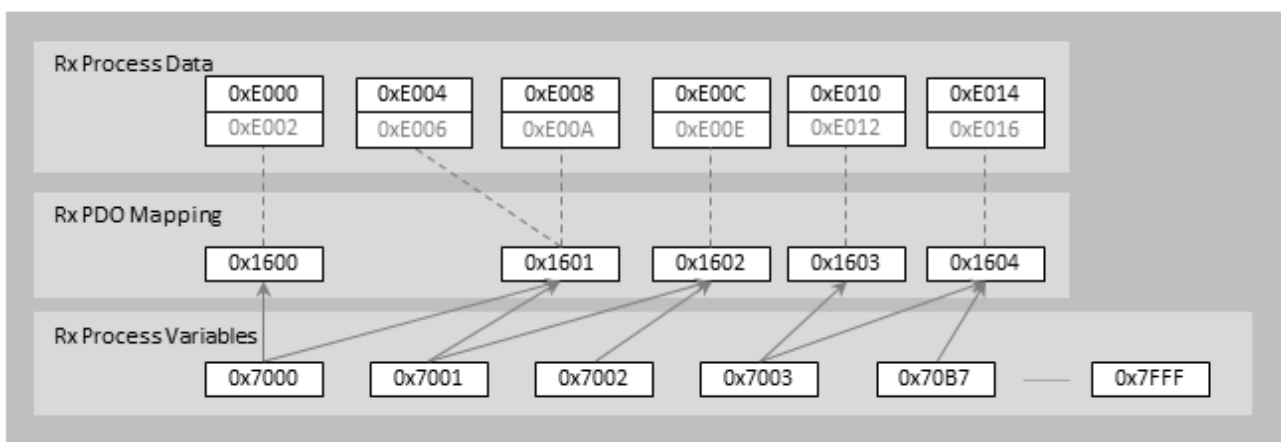 Rx Process Data
0xE000 0xE004 0xE008 0xE00C 0xE010 0xE014
0xE002 0xE006 0xE00A 0xE00E 0xE012 0xE016
Rx PDO Mapping
0x1600 0x1601 0x1602 0x1603 0x1604
Rx Process Variables
0x7000 0x7001 0x7002 0x7003 0x70B7 0x7FFF